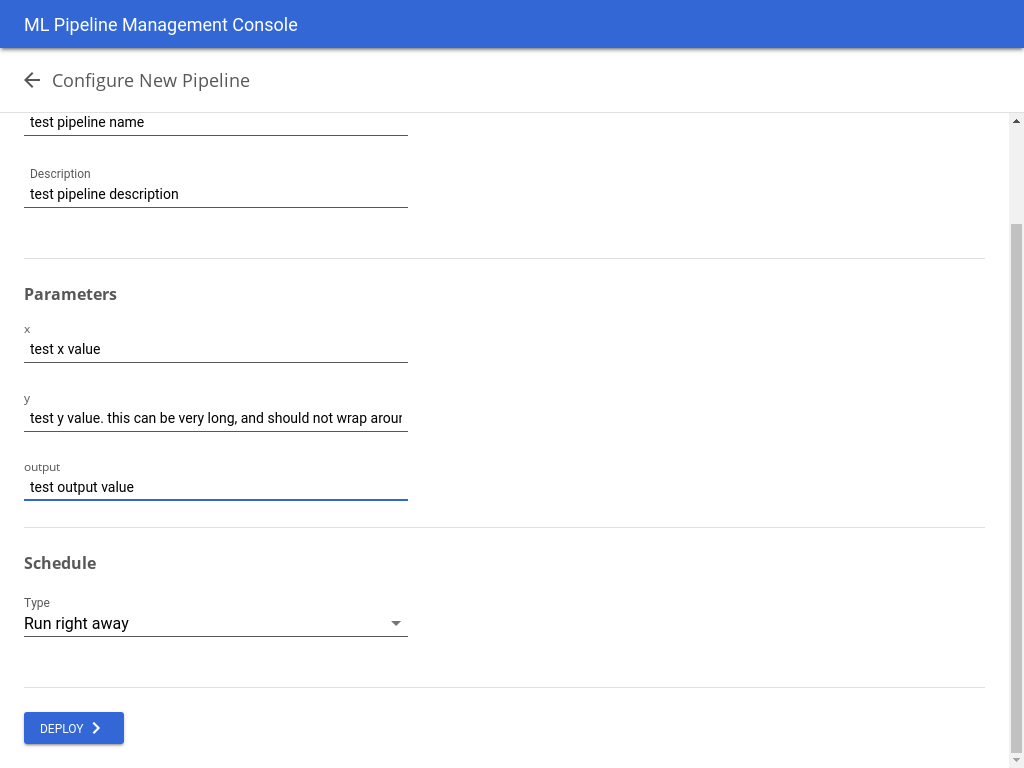 ML Pipeline Management Console
Configure New Pipeline
test pipeline name
Description
test pipeline description
Parameters
x
test x value
y
test y value. this can be very long, and should not wrap aroun
output
test output value
Schedule
Type
Run right away
DEPLOY